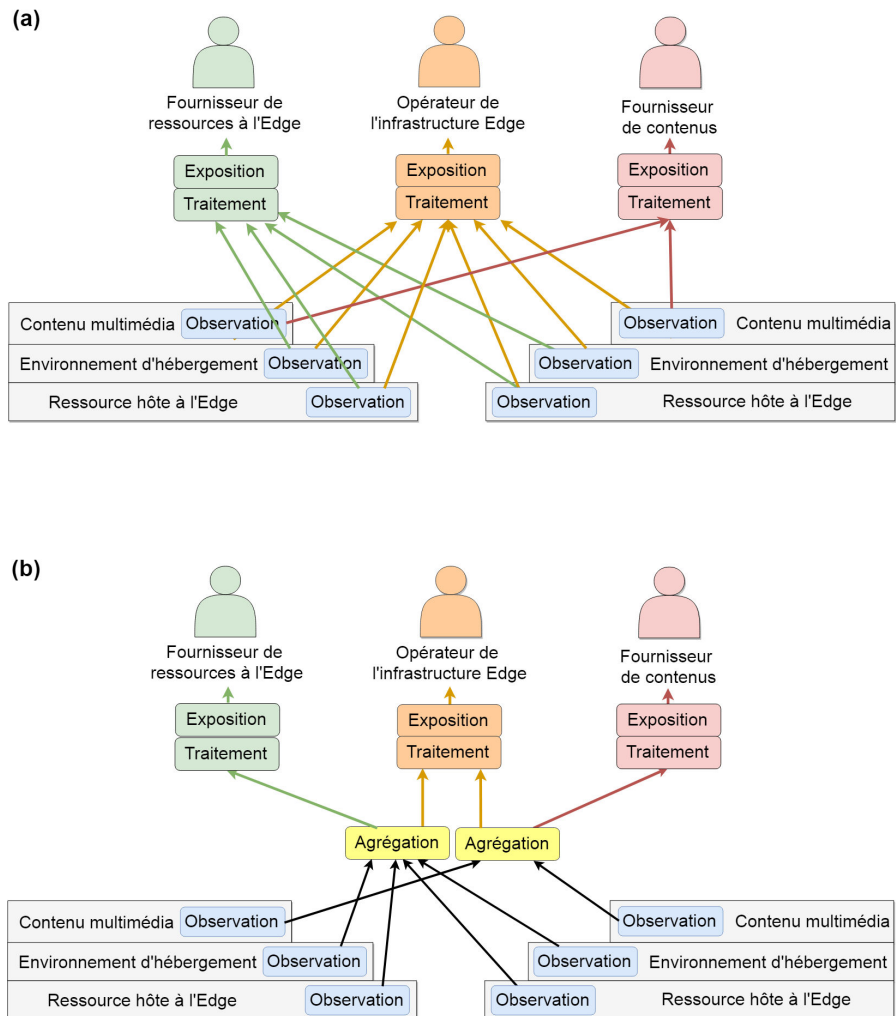 (a)
Fournisseur de
ressources à l'Edge
Opérateur de
l'infrastructure Edge
Fournisseur
de contenus
Exposition
Traitement
Exposition
Traitement
Exposition
Traitement
Contenu multimédia
Observation
Observation
Contenu multimédia
Environnement d'hébergement
Observation
Observation
Environnement d'hébergement
Ressource hôte à l'Edge
Observation
Observation
Ressource hôte à l'Edge
(b)
Fournisseur de
ressources à l'Edge
Opérateur de
l'infrastructure Edge
Fournisseur
de contenus
Exposition
Traitement
Exposition
Traitement
Exposition
Traitement
Agrégation
Agrégation
Contenu multimédia
Observation
Observation
Contenu multimédia
Environnement d'hébergement
Observation
Observation
Environnement d'hébergement
Ressource hôte à l'Edge
Observation
Observation
Ressource hôte à l'Edge